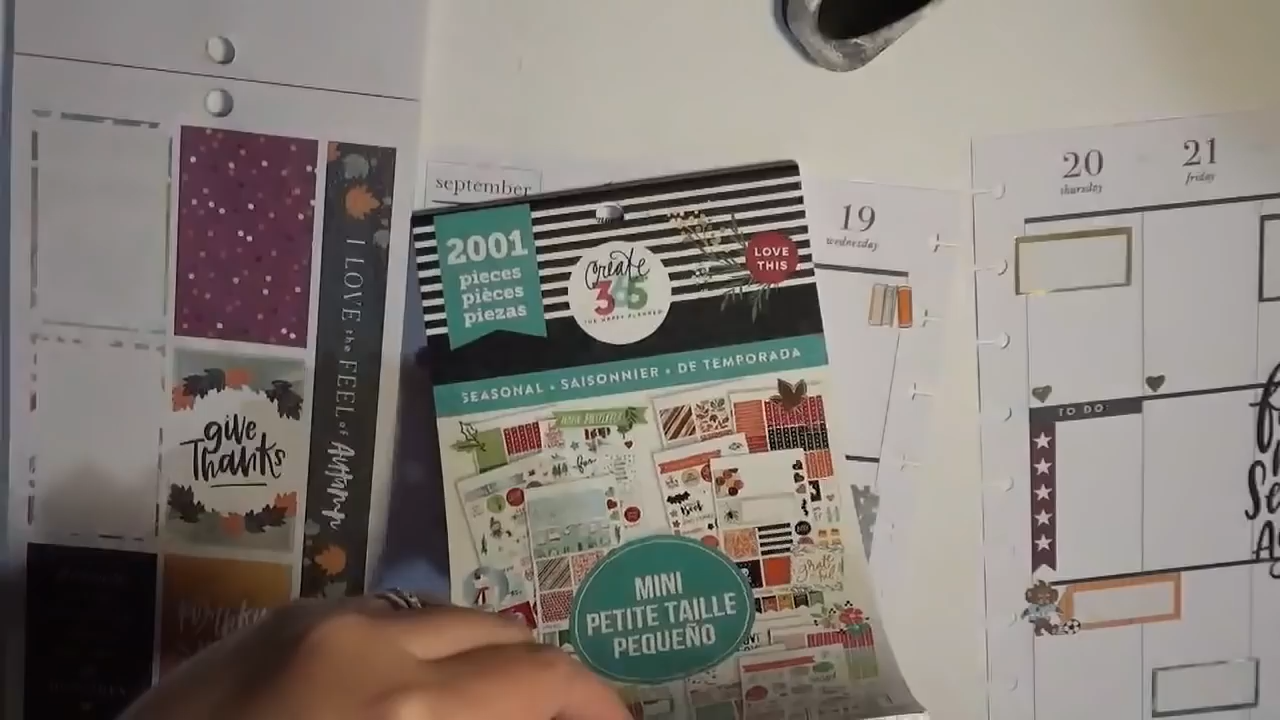 give
Thanks
I LOVE the FEEL of Autumn
september
2001
pieces
pièces
piezas
Create
365
THE HAPPY PLANNER
LOVE
THIS
SEASONAL • SAISONNIER • DE TEMPORADA
MINI
PETITE TAILLE
PEQUEÑO
19
wednesday
20
thursday
21
friday
TO DO